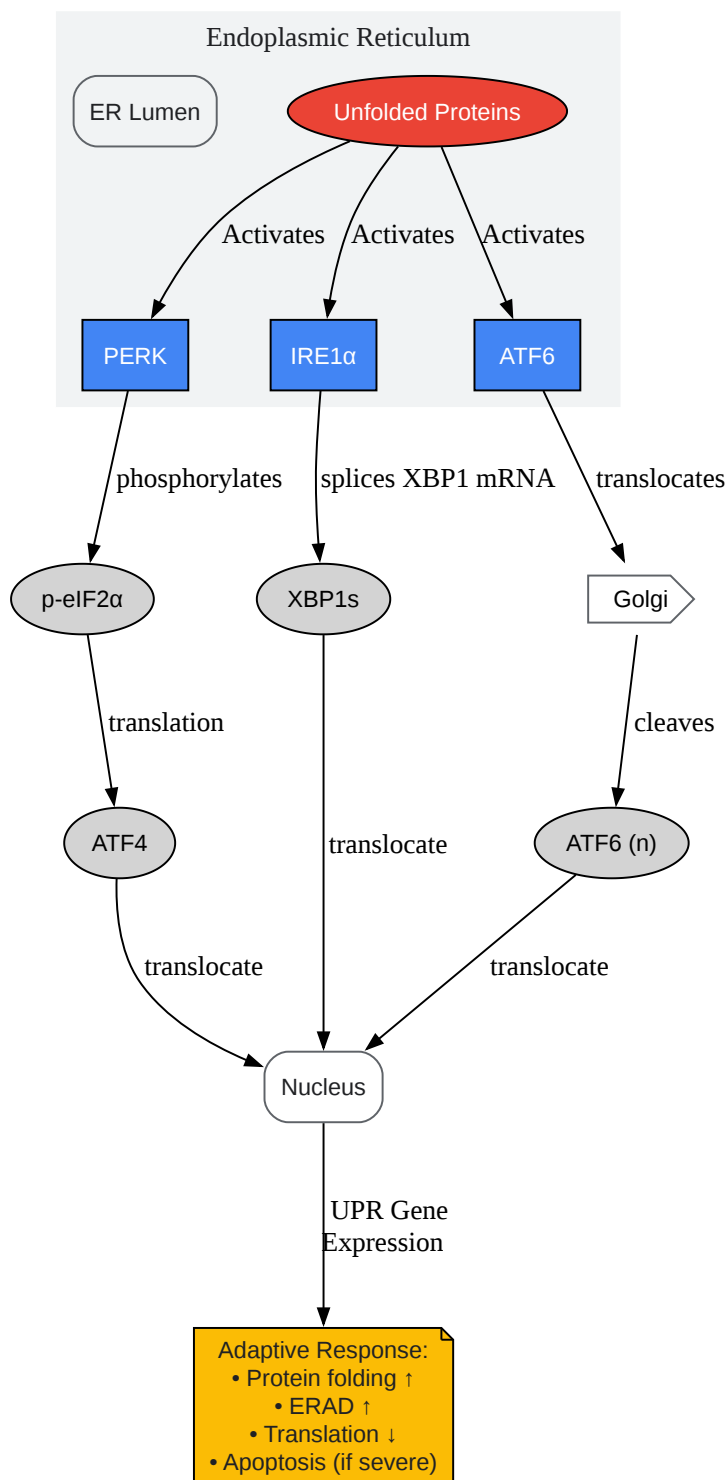 Endoplasmic Reticulum
ER Lumen
Unfolded Proteins
Activates
Activates
Activates
PERK
IRE1α
ATF6
phosphorylates
splices XBP1 mRNA
translocates
p-eIF2α
XBP1s
Golgi
translation
cleaves
ATF4
translocate
ATF6 (n)
translocate
translocate
Nucleus
UPR Gene
Expression
Adaptive Response:
• Protein folding ↑
• ERAD ↑
• Translation ↓
• Apoptosis (if severe)